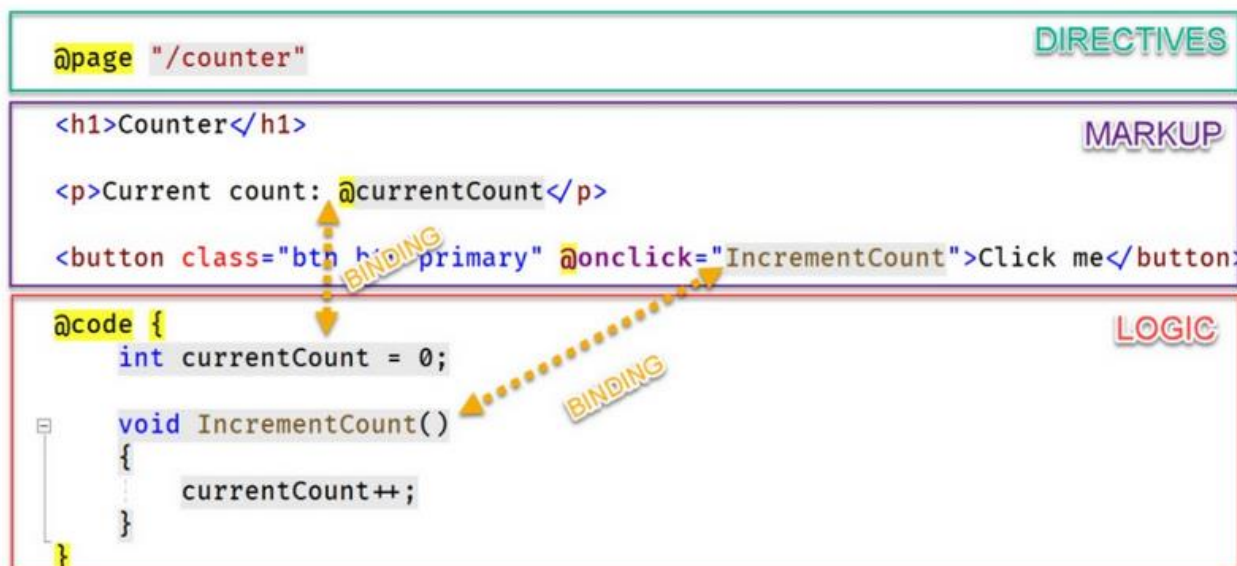 @page "/counter"
DIRECTIVES
<h1>Counter</h1>
MARKUP
<p>Current count: @currentCount</p>
BINDING
<button class="btn btn-primary" @onclick="IncrementCount">Click me</button>
@code {
LOGIC
int currentCount = 0;
BINDING
void IncrementCount()
{
currentCount++;
}
}